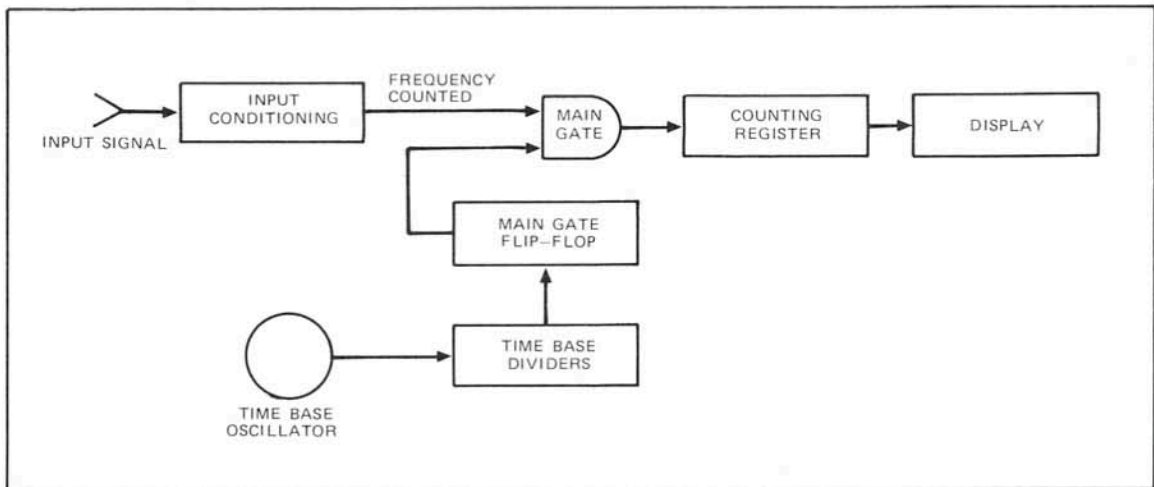 INPUT SIGNAL
INPUT
CONDITIONING
FREQUENCY
COUNTED
MAIN
GATE
COUNTING
REGISTER
DISPLAY
MAIN GATE
FLIP–FLOP
TIME BASE
DIVIDERS
TIME BASE
OSCILLATOR